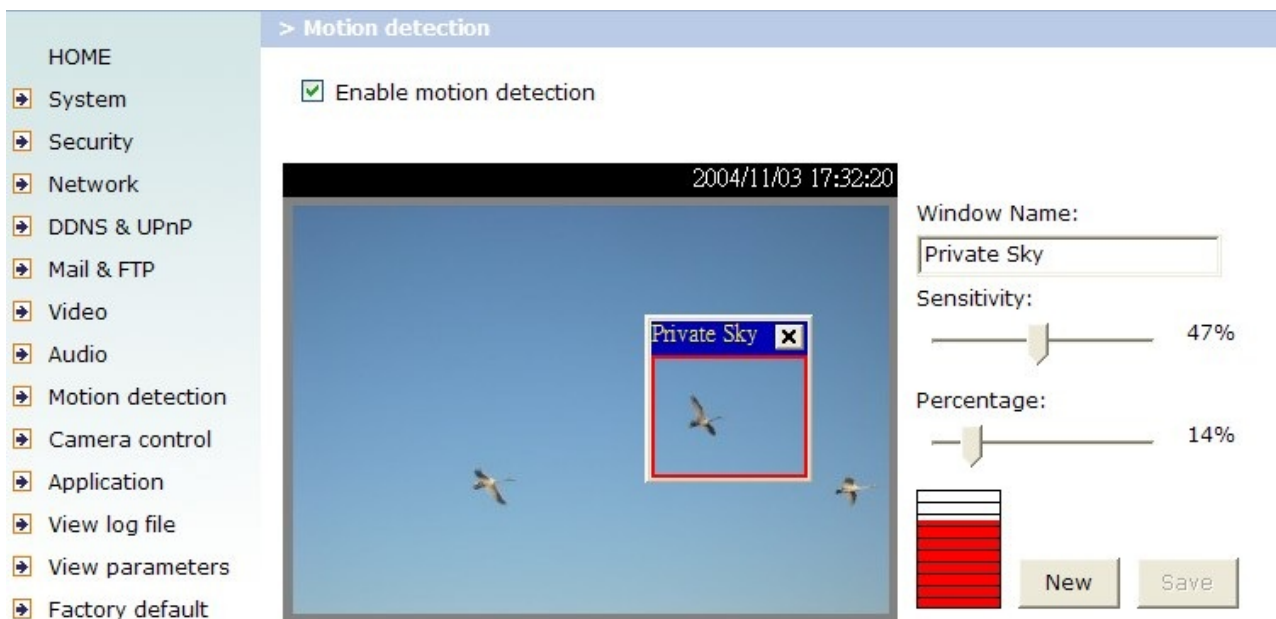 > Motion detection
HOME
System
Security
Network
DDNS & UPnP
Mail & FTP
Video
Audio
Motion detection
Camera control
Application
View log file
View parameters
Factory default
Enable motion detection
2004/11/03 17:32:20
Private Sky
Window Name:
Private Sky
Sensitivity:
47%
Percentage:
14%
New
Save